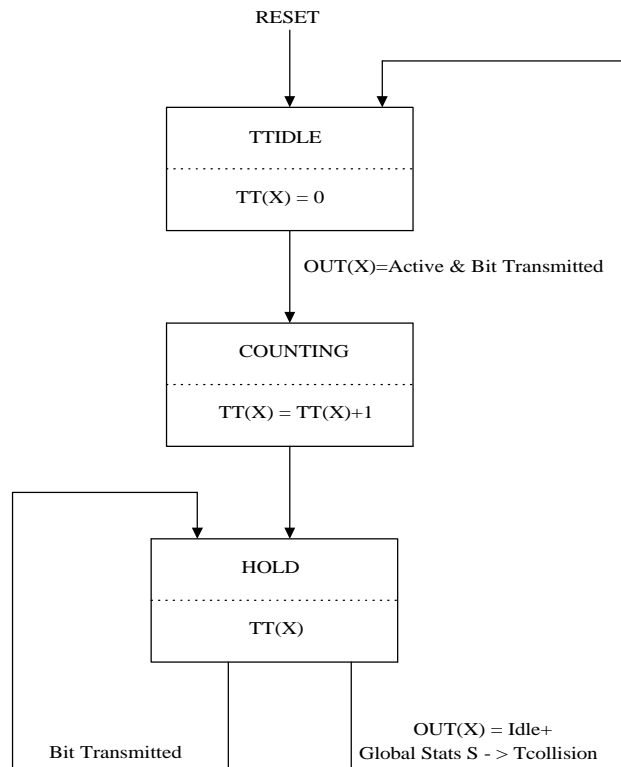 RESET
TTIDLE
TT(X) = 0
OUT(X)=Active & Bit Transmitted
COUNTING
TT(X) = TT(X)+1
HOLD
TT(X)
Bit Transmitted
OUT(X) = Idle+
Global Stats S - > Tcollision